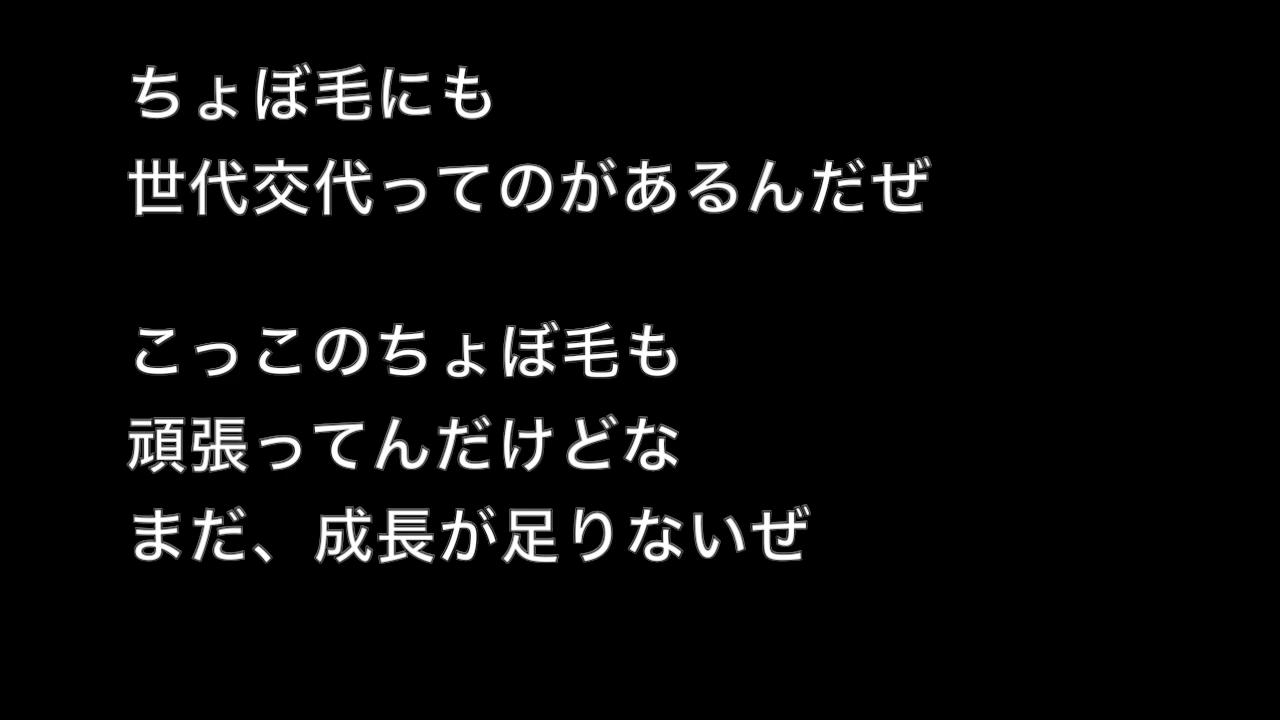 ちょぼ毛にも
世代交代ってのがあるんだぜ
こっこのちょぼ毛も
頑張ってんだけどな
まだ、成長が足りないぜ